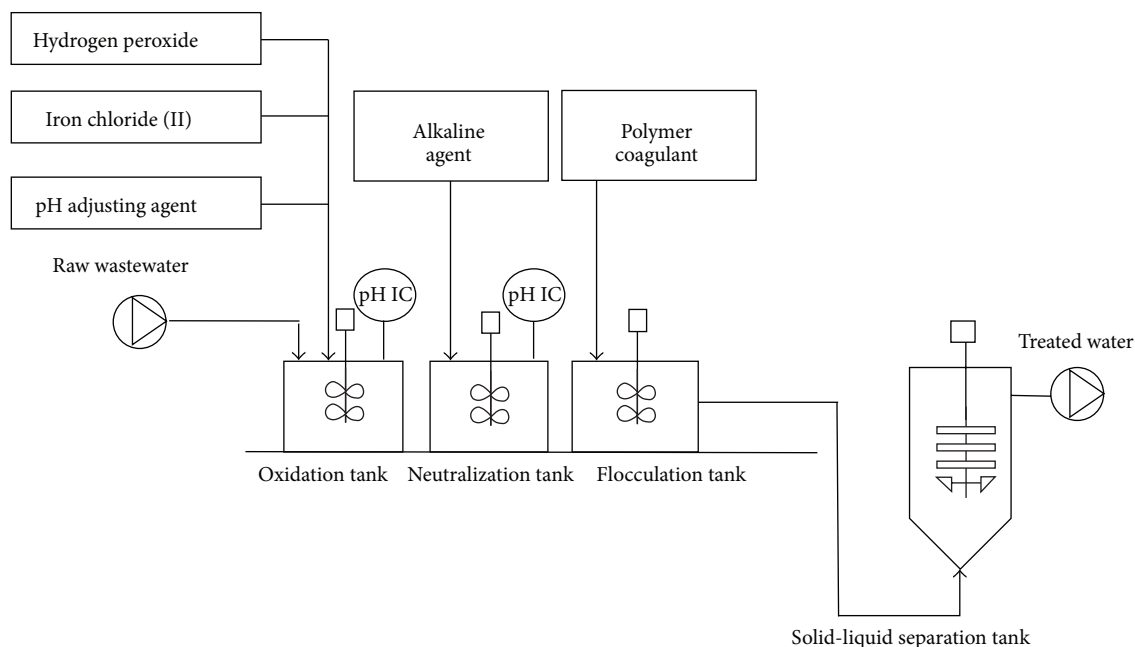 Hydrogen peroxide
Iron chloride (II)
pH adjusting agent
Alkaline
agent
Polymer
coagulant
Raw wastewater
pH IC
pH IC
Treated water
Oxidation tank
Neutralization tank
Flocculation tank
Solid-liquid separation tank